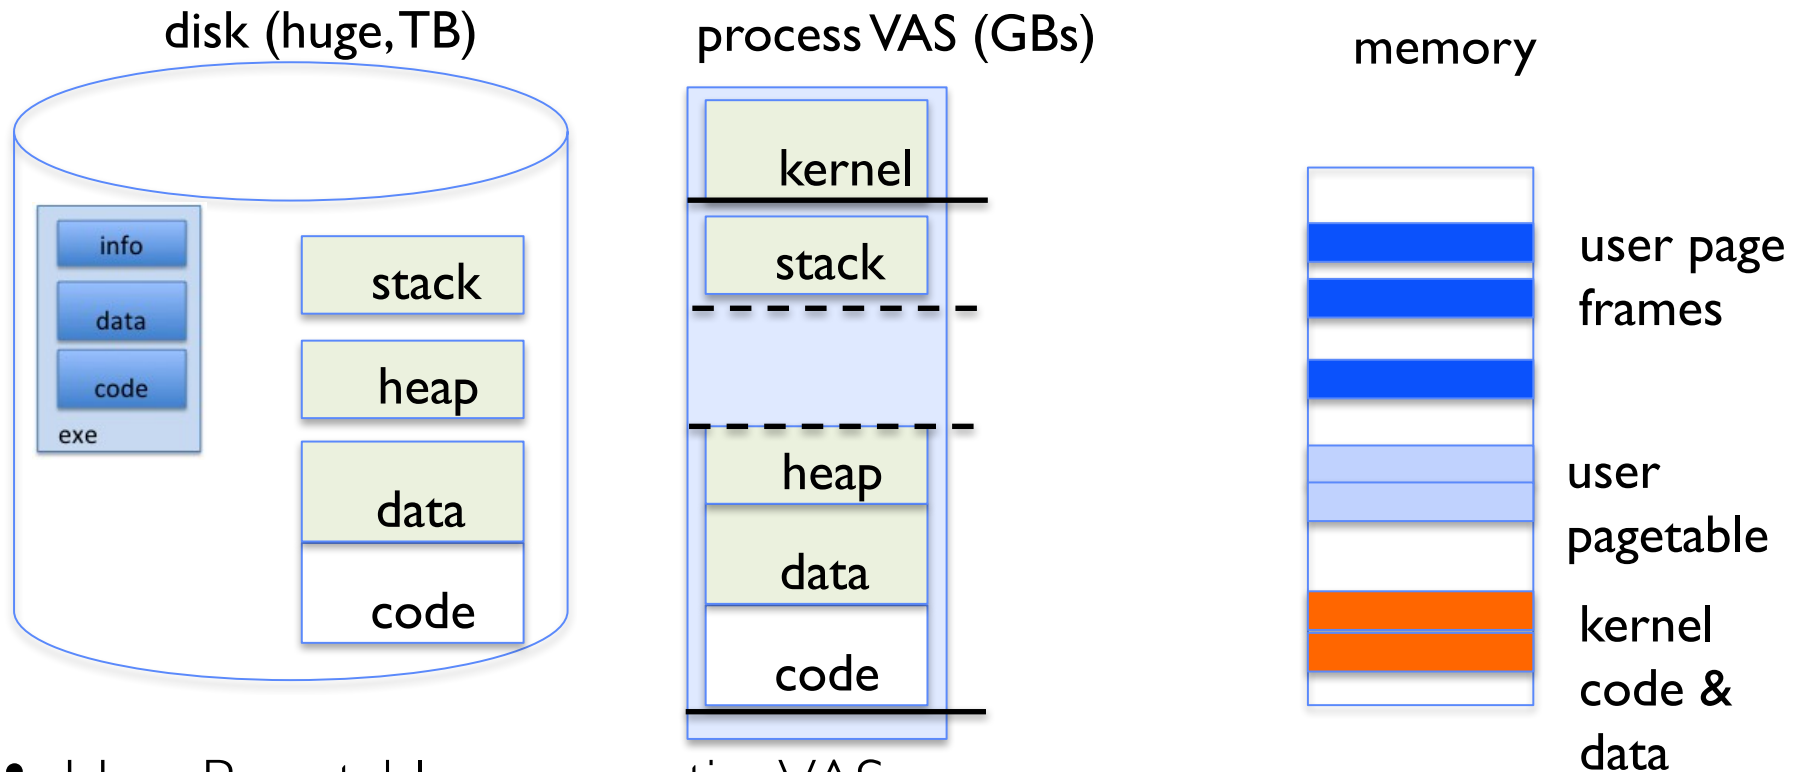 disk (huge, TB)
process VAS (GBs)
memory
info
data
code
exe
stack
heap
data
code
kernel
stack
heap
data
code
user page
frames
user
pagetable
kernel
code &
data
VAS